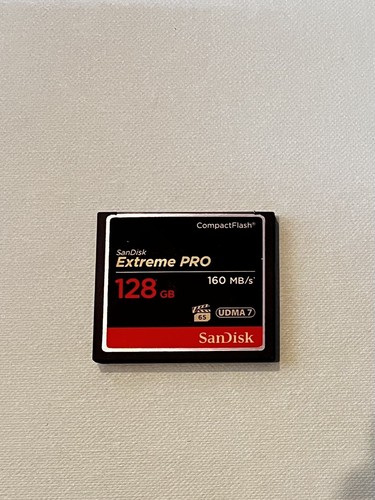 CompactFlash®
SanDisk
Extreme PRO
128 GB
160 MB/s*
65
UDMA 7
SanDisk